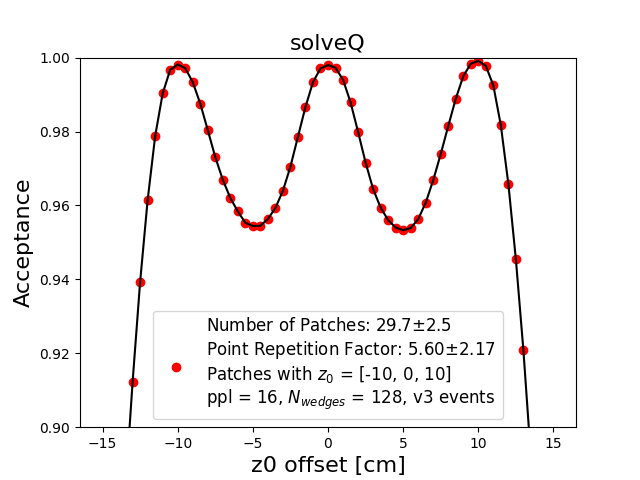 solveQ
1.00
0.98
0.96
0.94
0.92
0.90
Acceptance
Number of Patches: 29.7±2.5
Point Repetition Factor: 5.60±2.17
Patches with z₀ = [-10, 0, 10]
ppl = 16, N_wedges = 128, v3 events
−15 −10 −5 0 5 10 15
z0 offset [cm]